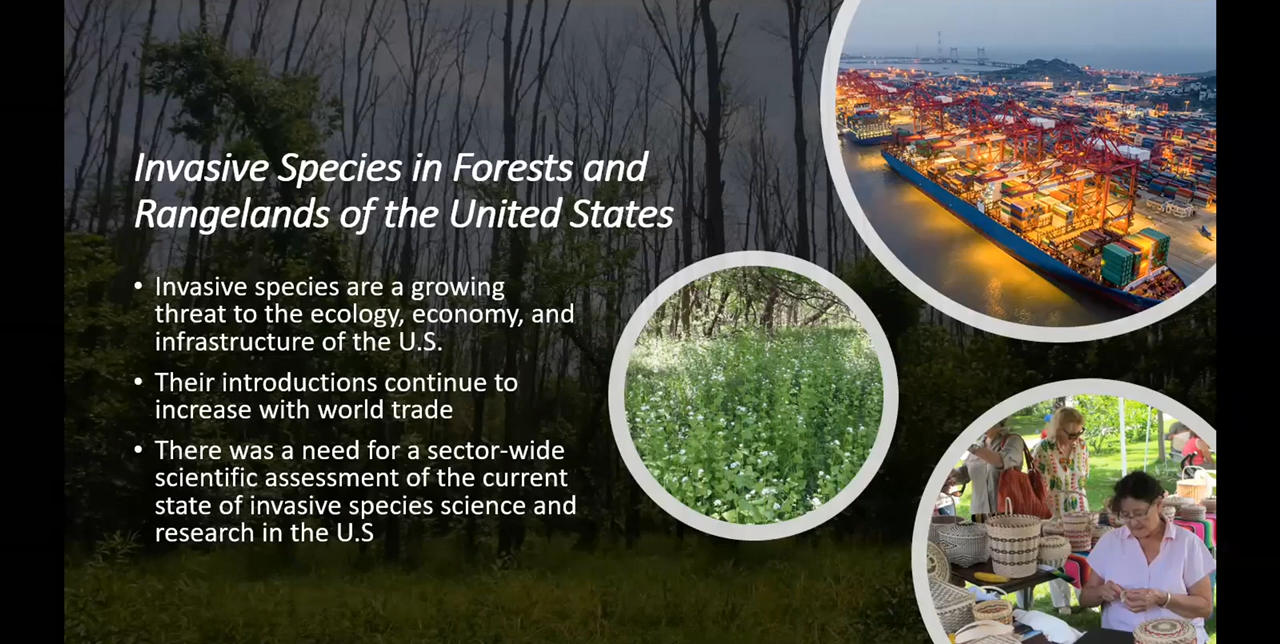 Invasive Species in Forests and
Rangelands of the United States
• Invasive species are a growing
threat to the ecology, economy, and
infrastructure of the U.S.
• Their introductions continue to
increase with world trade
• There was a need for a sector-wide
scientific assessment of the current
state of invasive species science and
research in the U.S